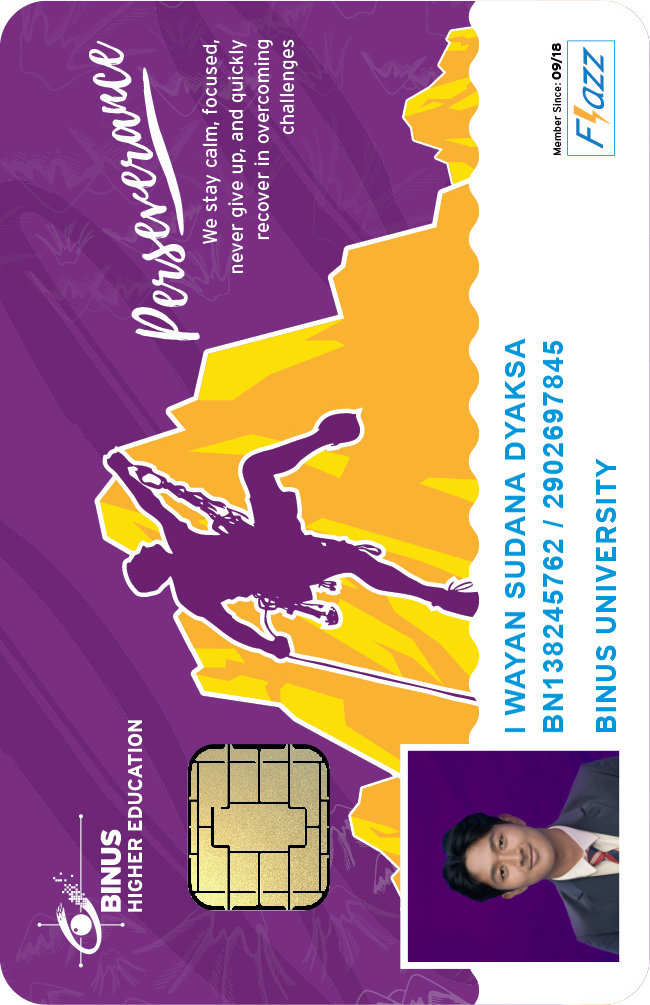 BINUS
HIGHER EDUCATION
Perseverance
We stay calm, focused,
never give up, and quickly
recover in overcoming
challenges
Member Since: 09/18
Flazz
I WAYAN SUDANA DYAKSA
BN138245762 / 2902697845
BINUS UNIVERSITY